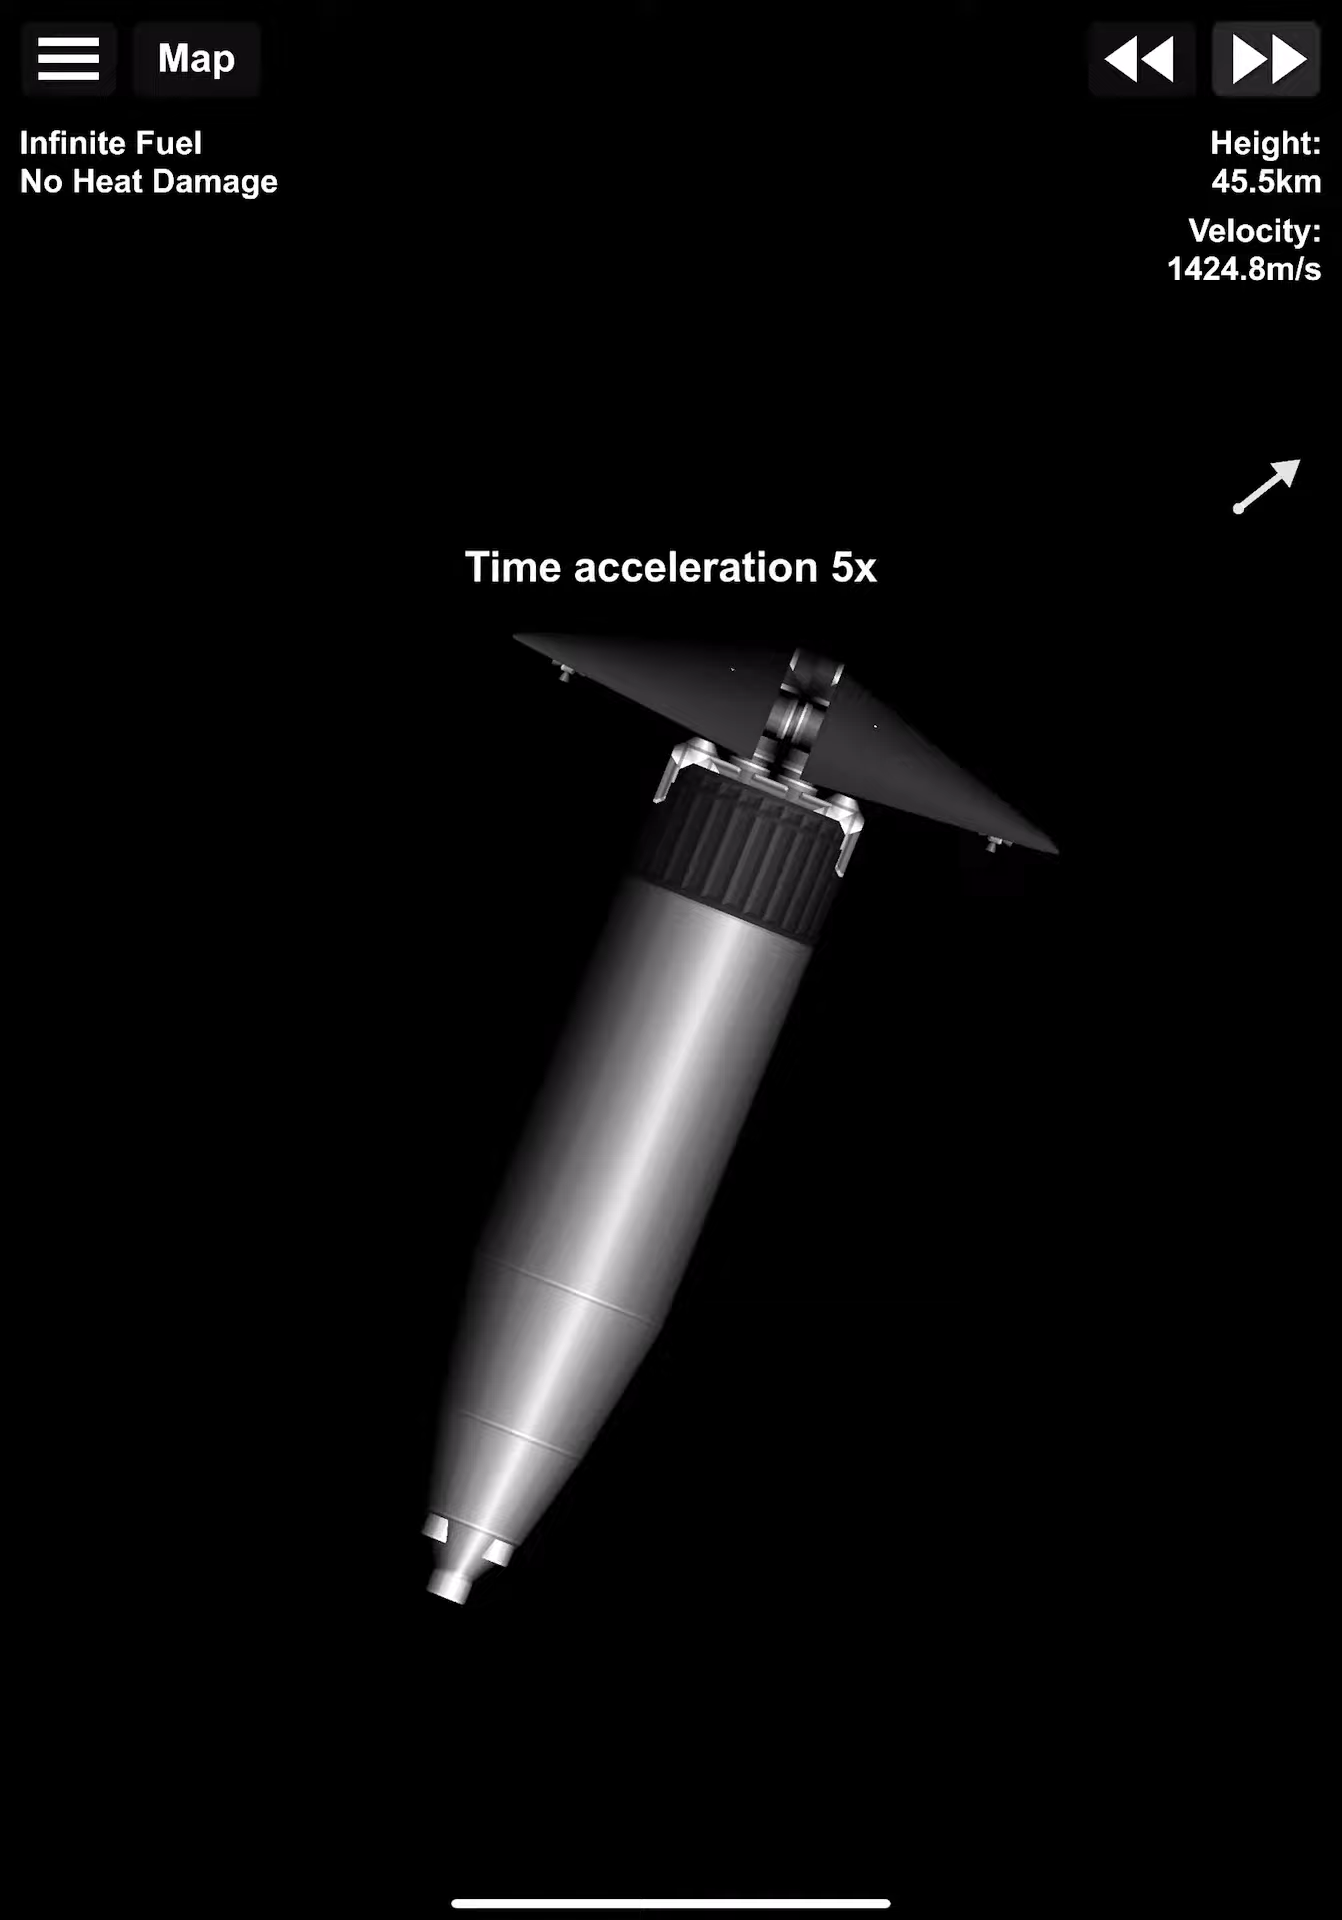 Map
Infinite Fuel
No Heat Damage
Height:
45.5km
Velocity:
1424.8m/s
Time acceleration 5x